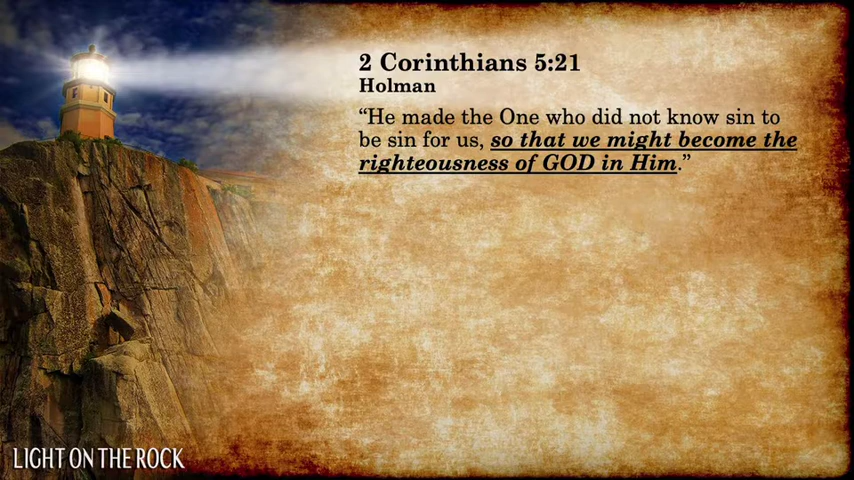 2 Corinthians 5:21
Holman
“He made the One who did not know sin to
be sin for us, so that we might become the
righteousness of GOD in Him.”
LIGHT ON THE ROCK